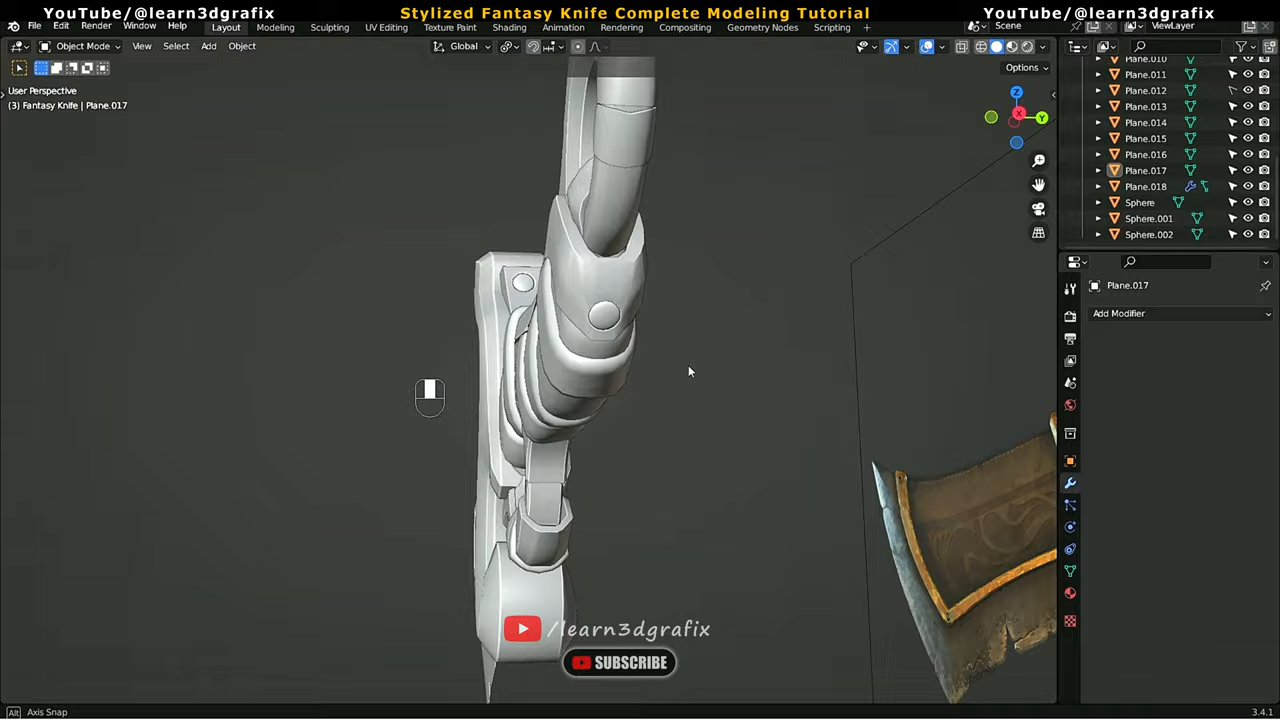 YouTube/@learn3dgrafix
Stylized Fantasy Knife Complete Modeling Tutorial
YouTube/@learn3dgrafix
File Edit Render Window Help Layout Modeling Sculpting UV Editing Texture Paint Shading Animation Rendering Compositing Geometry Nodes Scripting + Scene ViewLayer
Object Mode View Select Add Object Global
Options
User Perspective
(3) Fantasy Knife | Plane.017
Z
X
Y
Plane.010
Plane.011
Plane.012
Plane.013
Plane.014
Plane.015
Plane.016
Plane.017
Plane.018
Sphere
Sphere.001
Sphere.002
Plane.017
Add Modifier
/learn3dgrafix
SUBSCRIBE
Alt Axis Snap
3.4.1